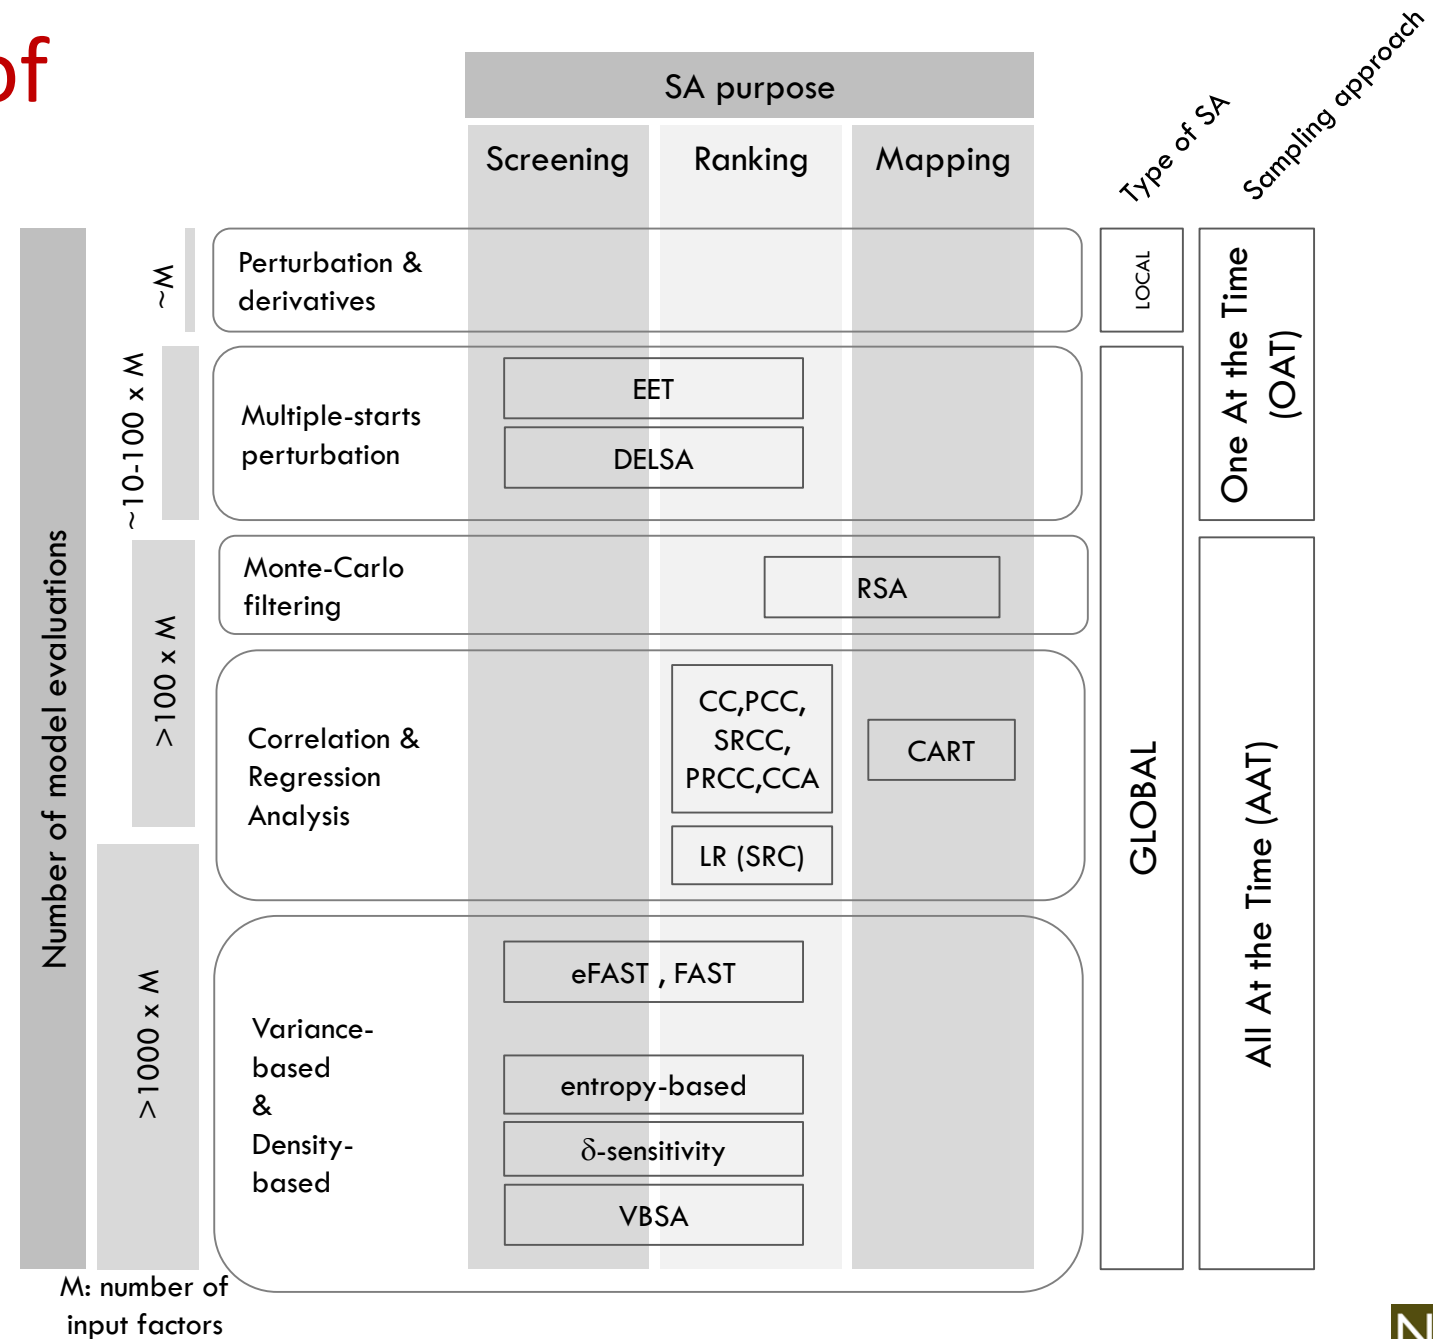 of
SA purpose
Screening
Ranking
Mapping
Type of SA
Sampling approach
Number of model evaluations
~M
~10-100 x M
>100 x M
>1000 x M
M: number of
input factors
Perturbation &
derivatives
Multiple-starts
perturbation
EET
DELSA
Monte-Carlo
filtering
RSA
Correlation &
Regression
Analysis
CC,PCC,
SRCC,
PRCC,CCA
CART
LR (SRC)
Variance-
based
&
Density-
based
eFAST , FAST
entropy-based
δ-sensitivity
VBSA
LOCAL
GLOBAL
One At the Time
(OAT)
All At the Time (AAT)
N